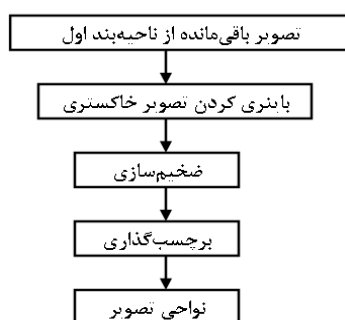 تصویر باقی‌مانده از ناحیه‌بند اول
باینری کردن تصویر خاکستری
ضخیم‌سازی
برچسب‌گذاری
نواحی تصویر